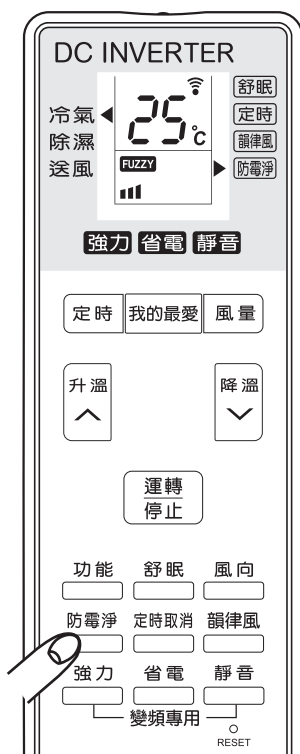 DC INVERTER
冷氣 25°C 舒眠
除濕 定時
送風 FUZZY 韻律風
防霉淨
強力 省電 靜音
定時 我的最愛 風量
升溫 降溫
運轉
停止
功能 舒眠 風向
防霉淨 定時取消 韻律風
強力 省電 靜音
變頻專用
RESET